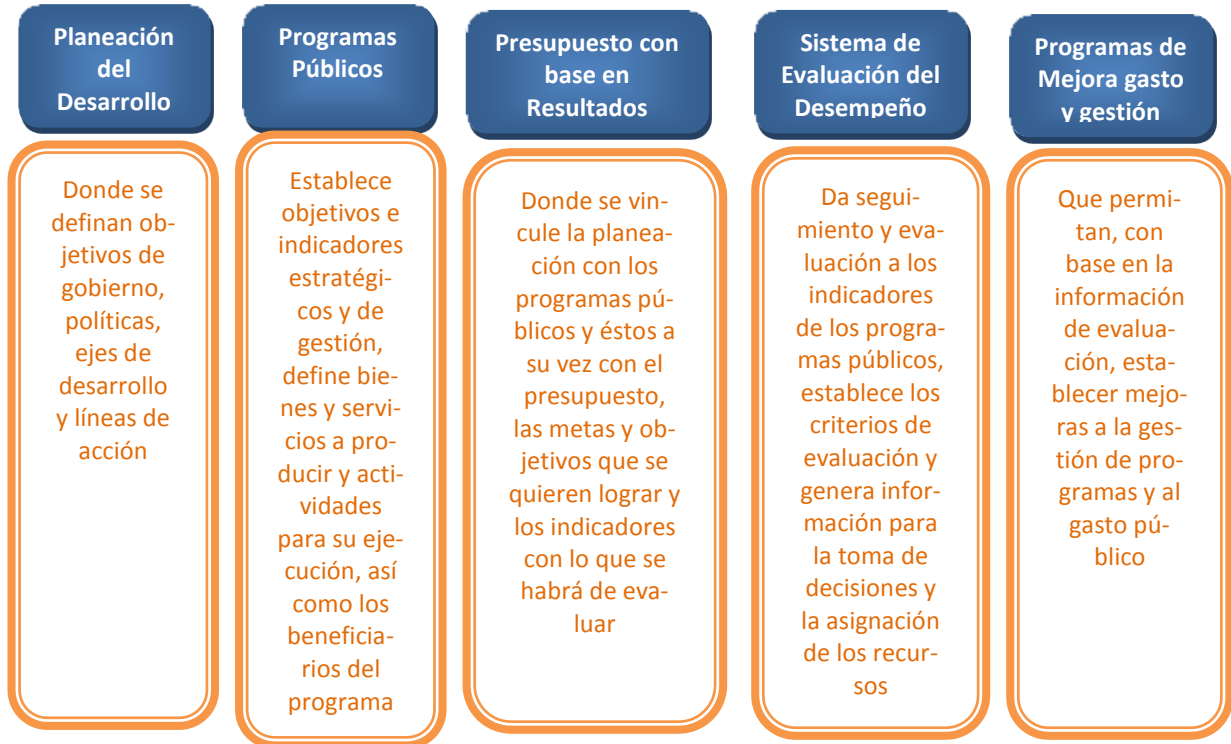 Planeación
del
Desarrollo
Donde se
definan ob-
jetivos de
gobierno,
políticas,
ejes de
desarrollo
y líneas de
acción
Programas
Públicos
Establece
objetivos e
indicadores
estratégi-
cos y de
gestión,
define bie-
nes y servi-
cios a pro-
ducir y acti-
vidades
para su eje-
cución, así
como los
beneficia-
rios del
programa
Presupuesto con
base en
Resultados
Donde se vin-
cule la planea-
ción con los
programas pú-
blicos y éstos a
su vez con el
presupuesto,
las metas y ob-
jetivos que se
quieren lograr y
los indicadores
con lo que se
habrá de eva-
luar
Sistema de
Evaluación del
Desempeño
Da segui-
miento y eva-
luación a los
indicadores
de los progra-
mas públicos,
establece los
criterios de
evaluación y
genera infor-
mación para
la toma de
decisiones y
la asignación
de los recur-
sos
Programas de
Mejora gasto
y gestión
Que permi-
tan, con
base en la
información
de evalua-
ción, esta-
blecer mejo-
ras a la ges-
tión de pro-
gramas y al
gasto pú-
blico